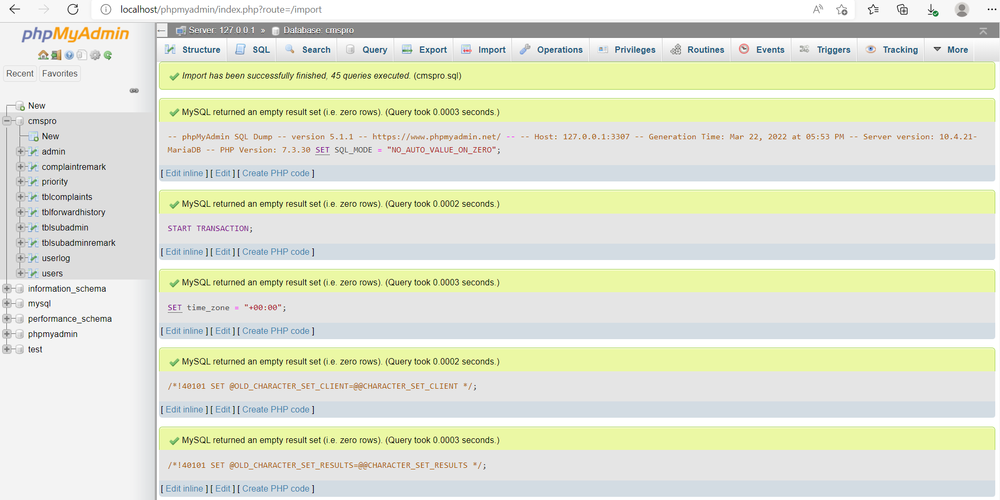 localhost/phpmyadmin/index.php?route=/import
phpMyAdmin
Recent Favorites
New
cmspro
New
admin
complaintremark
priority
tblcomplaints
tblforwardhistory
tblsubadmin
tblsubadminremark
userlog
users
information_schema
mysql
performance_schema
phpmyadmin
test
Server: 127.0.0.1 » Database: cmspro
Structure SQL Search Query Export Import Operations Privileges Routines Events Triggers Tracking More
Import has been successfully finished, 45 queries executed. (cmspro.sql)
MySQL returned an empty result set (i.e. zero rows). (Query took 0.0003 seconds.)
-- phpMyAdmin SQL Dump -- version 5.1.1 -- https://www.phpmyadmin.net/ -- -- Host: 127.0.0.1:3307 -- Generation Time: Mar 22, 2022 at 05:53 PM -- Server version: 10.4.21-
MariaDB -- PHP Version: 7.3.30 SET SQL_MODE = "NO_AUTO_VALUE_ON_ZERO";
[ Edit inline ] [ Edit ] [ Create PHP code ]
MySQL returned an empty result set (i.e. zero rows). (Query took 0.0002 seconds.)
START TRANSACTION;
[ Edit inline ] [ Edit ] [ Create PHP code ]
MySQL returned an empty result set (i.e. zero rows). (Query took 0.0003 seconds.)
SET time_zone = "+00:00";
[ Edit inline ] [ Edit ] [ Create PHP code ]
MySQL returned an empty result set (i.e. zero rows). (Query took 0.0002 seconds.)
/*!40101 SET @OLD_CHARACTER_SET_CLIENT=@@CHARACTER_SET_CLIENT */;
[ Edit inline ] [ Edit ] [ Create PHP code ]
MySQL returned an empty result set (i.e. zero rows). (Query took 0.0003 seconds.)
/*!40101 SET @OLD_CHARACTER_SET_RESULTS=@@CHARACTER_SET_RESULTS */;
[ Edit inline ] [ Edit ] [ Create PHP code ]